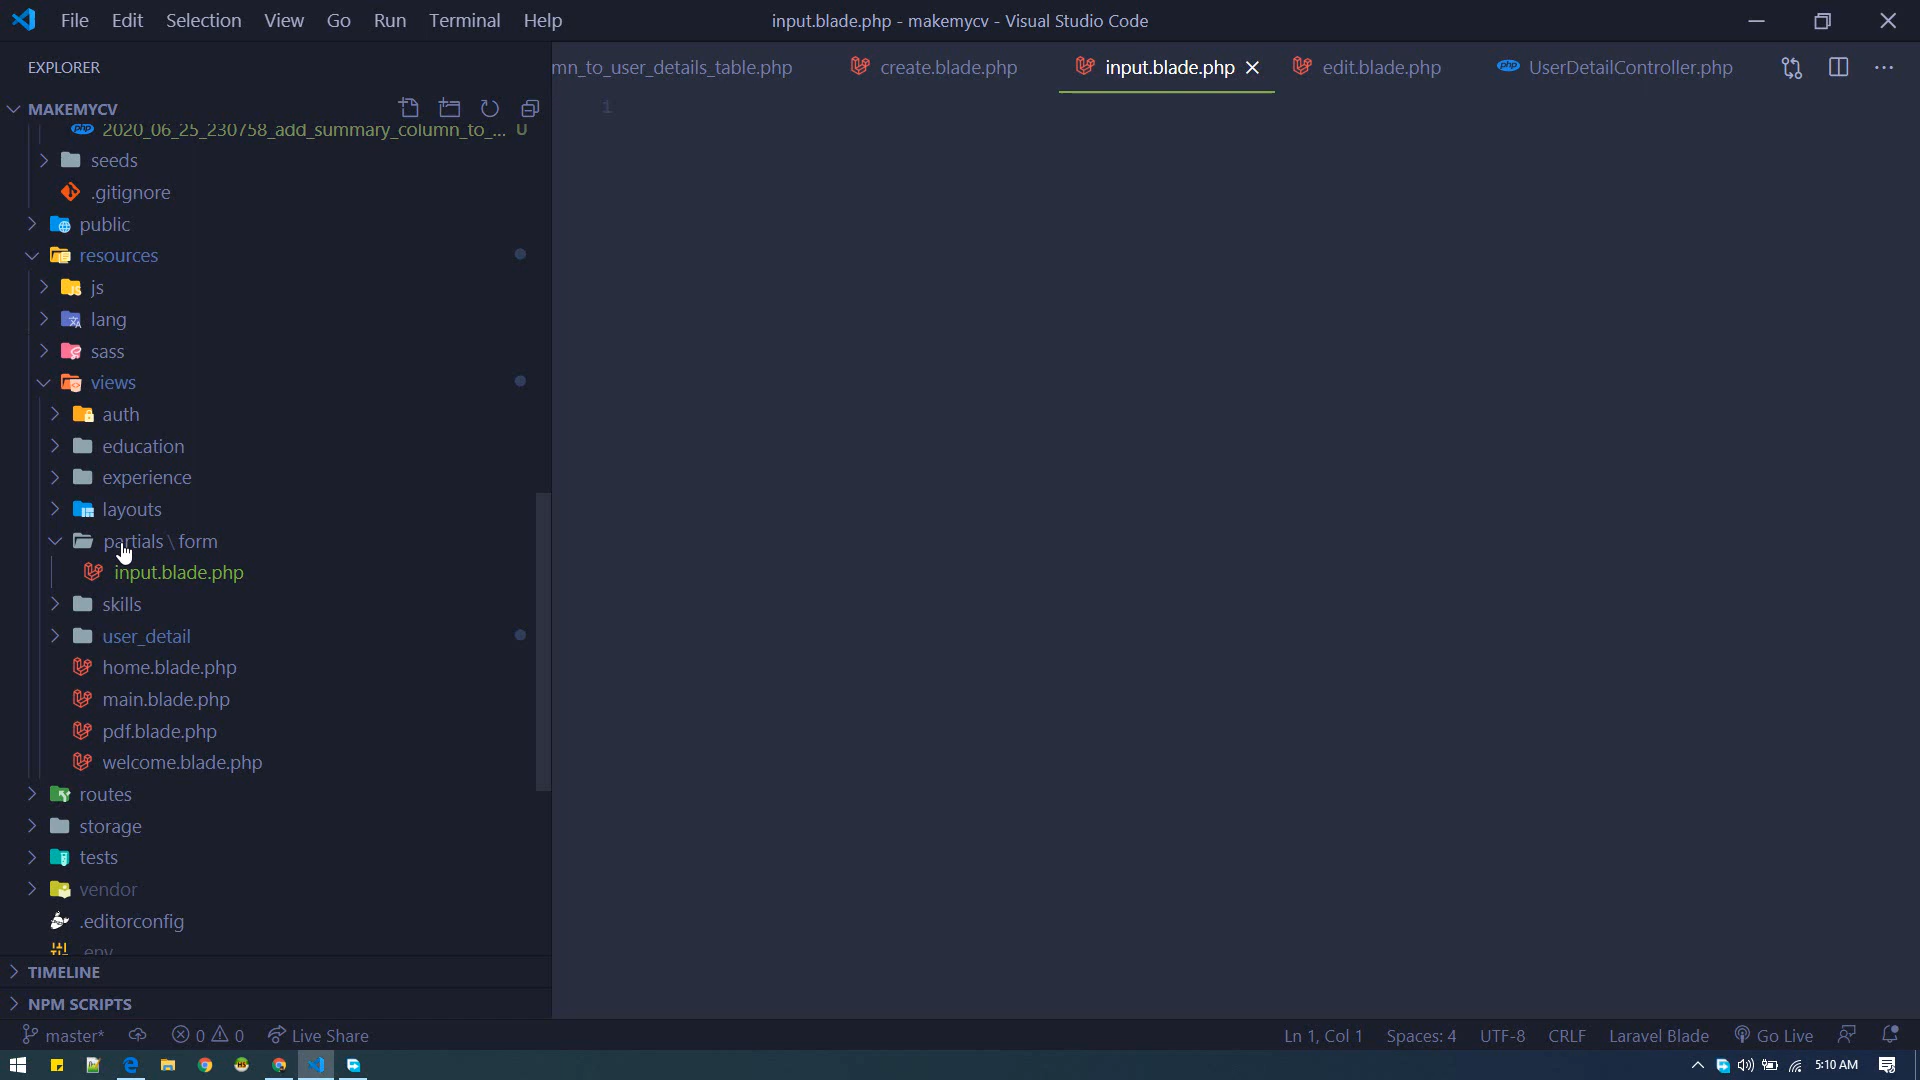 File Edit Selection View Go Run Terminal Help
input.blade.php - makemycv - Visual Studio Code
EXPLORER
mn_to_user_details_table.php create.blade.php input.blade.php edit.blade.php UserDetailController.php
MAKEMYCV
1
2020_06_25_230758_add_summary_column_to_... U
seeds
.gitignore
public
resources
js
lang
sass
views
auth
education
experience
layouts
partials \ form
input.blade.php
skills
user_detail
home.blade.php
main.blade.php
pdf.blade.php
welcome.blade.php
routes
storage
tests
vendor
.editorconfig
.env
TIMELINE
NPM SCRIPTS
master* 0 0 Live Share Ln 1, Col 1 Spaces: 4 UTF-8 CRLF Laravel Blade Go Live
5:10 AM